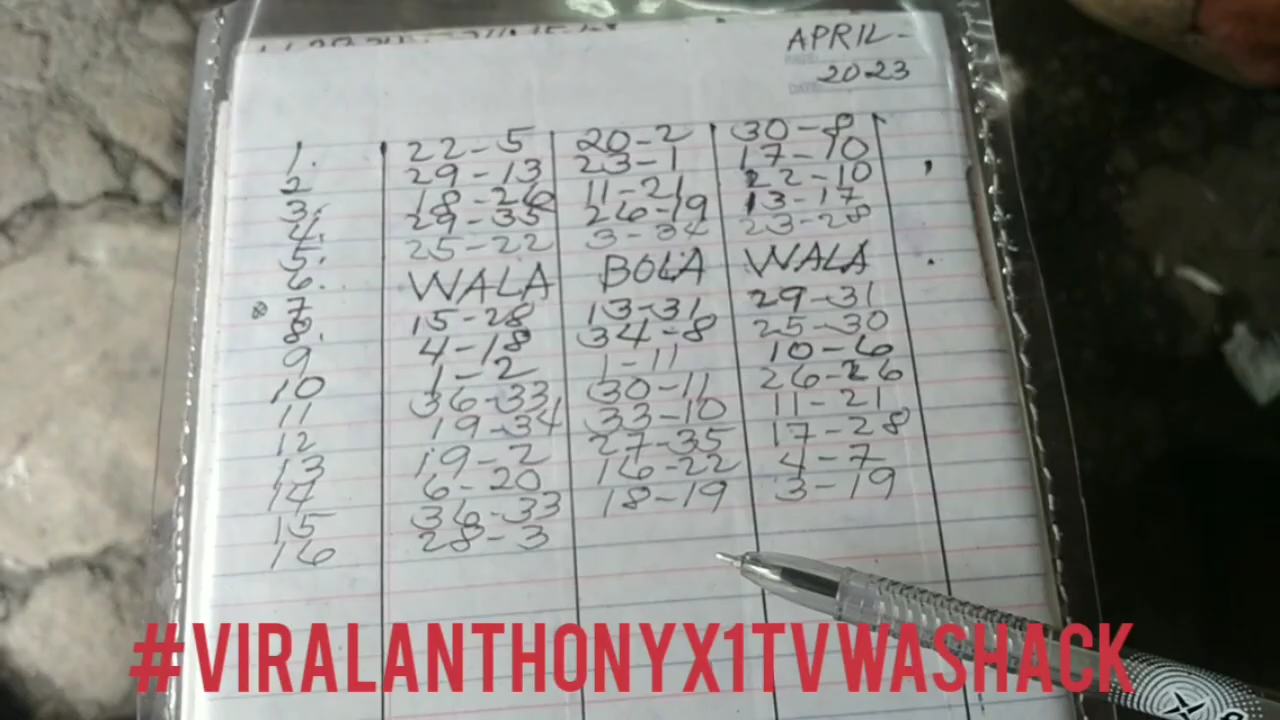 APRIL-
2023
1. 22-5 20-2 30-8
2 29-13 23-1 17-10
3. 18-26 11-21 22-10
4. 29-35 26-19 13-17
5. 25-22 3-34 23-28
6.
7 WALA BOLA WALA
8. 15-28 13-31 29-31
9 4-18 34-8 25-30
10 1-2 1-11 10-6
11 36-33 30-11 26-26
12 19-34 33-10 11-21
13 19-2 27-35 17-28
14 6-20 16-22 4-7
15 36-33 18-19 3-19
16 28-3
#VIRALANTHONYX1TVWASHACK